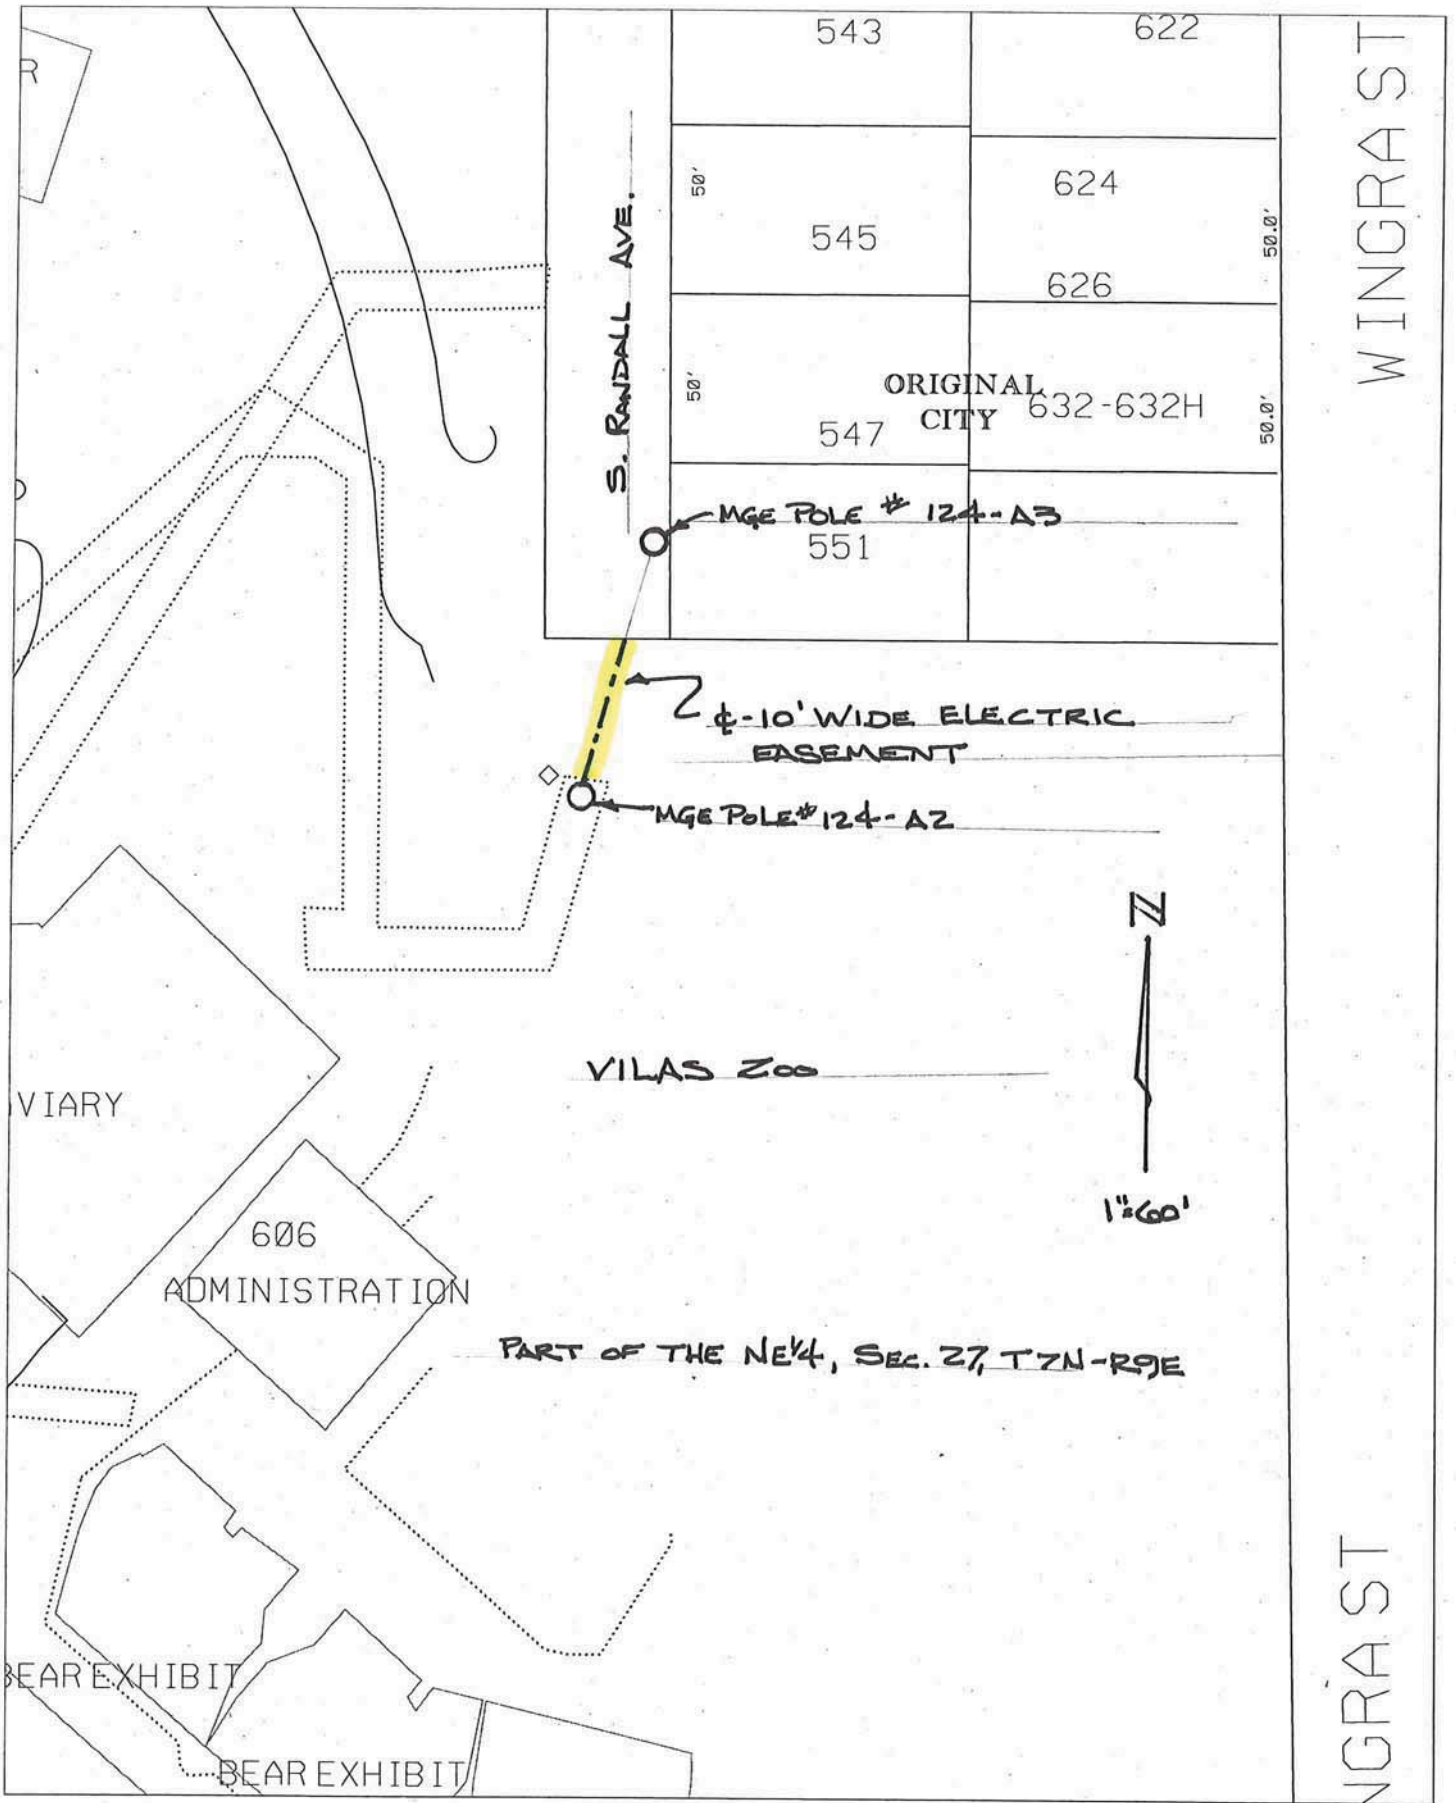 543
622
R
WINGRA ST
50'
624
S. RANDALL AVE.
545
50.0'
626
50'
ORIGINAL
CITY
632-632H
547
50.0'
MGE POLE # 124-A3
551
℄-10' WIDE ELECTRIC
EASEMENT
MGE POLE # 124-A2
N
VILAS ZOO
VIARY
1"=60'
606
ADMINISTRATION
PART OF THE NE1/4, SEC. 27, T7N-R9E
NGRA ST
BEAR EXHIBIT
BEAR EXHIBIT